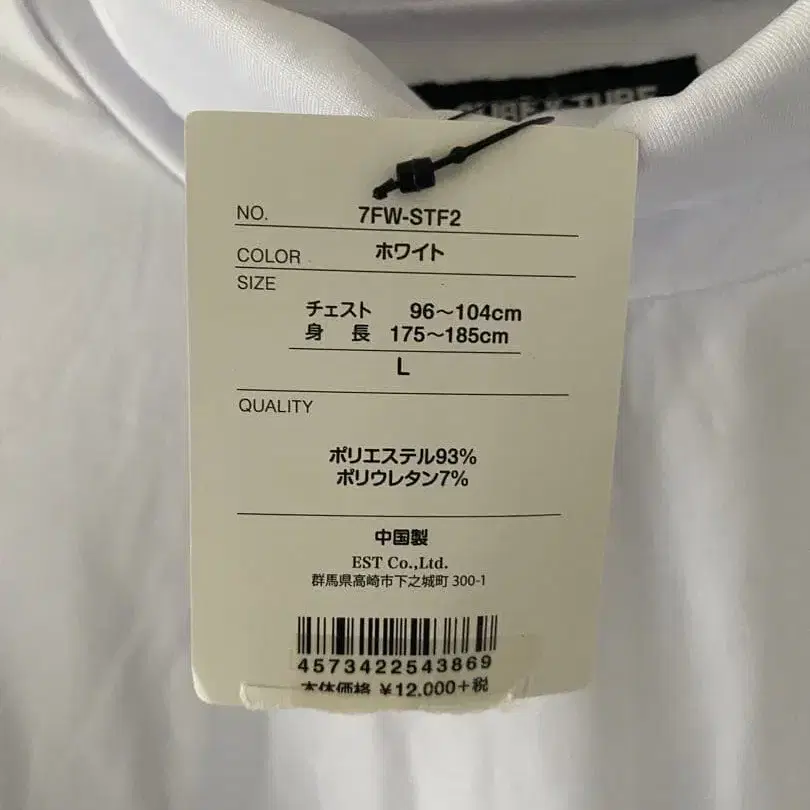 NO. 7FW-STF2
COLOR ホワイト
SIZE
チェスト 96〜104cm
身 長 175〜185cm
L
QUALITY
ポリエステル93%
ポリウレタン7%
中国製
EST Co.,Ltd.
群馬県高崎市下之城町 300-1
4573422543869
本体価格 ¥12,000+税